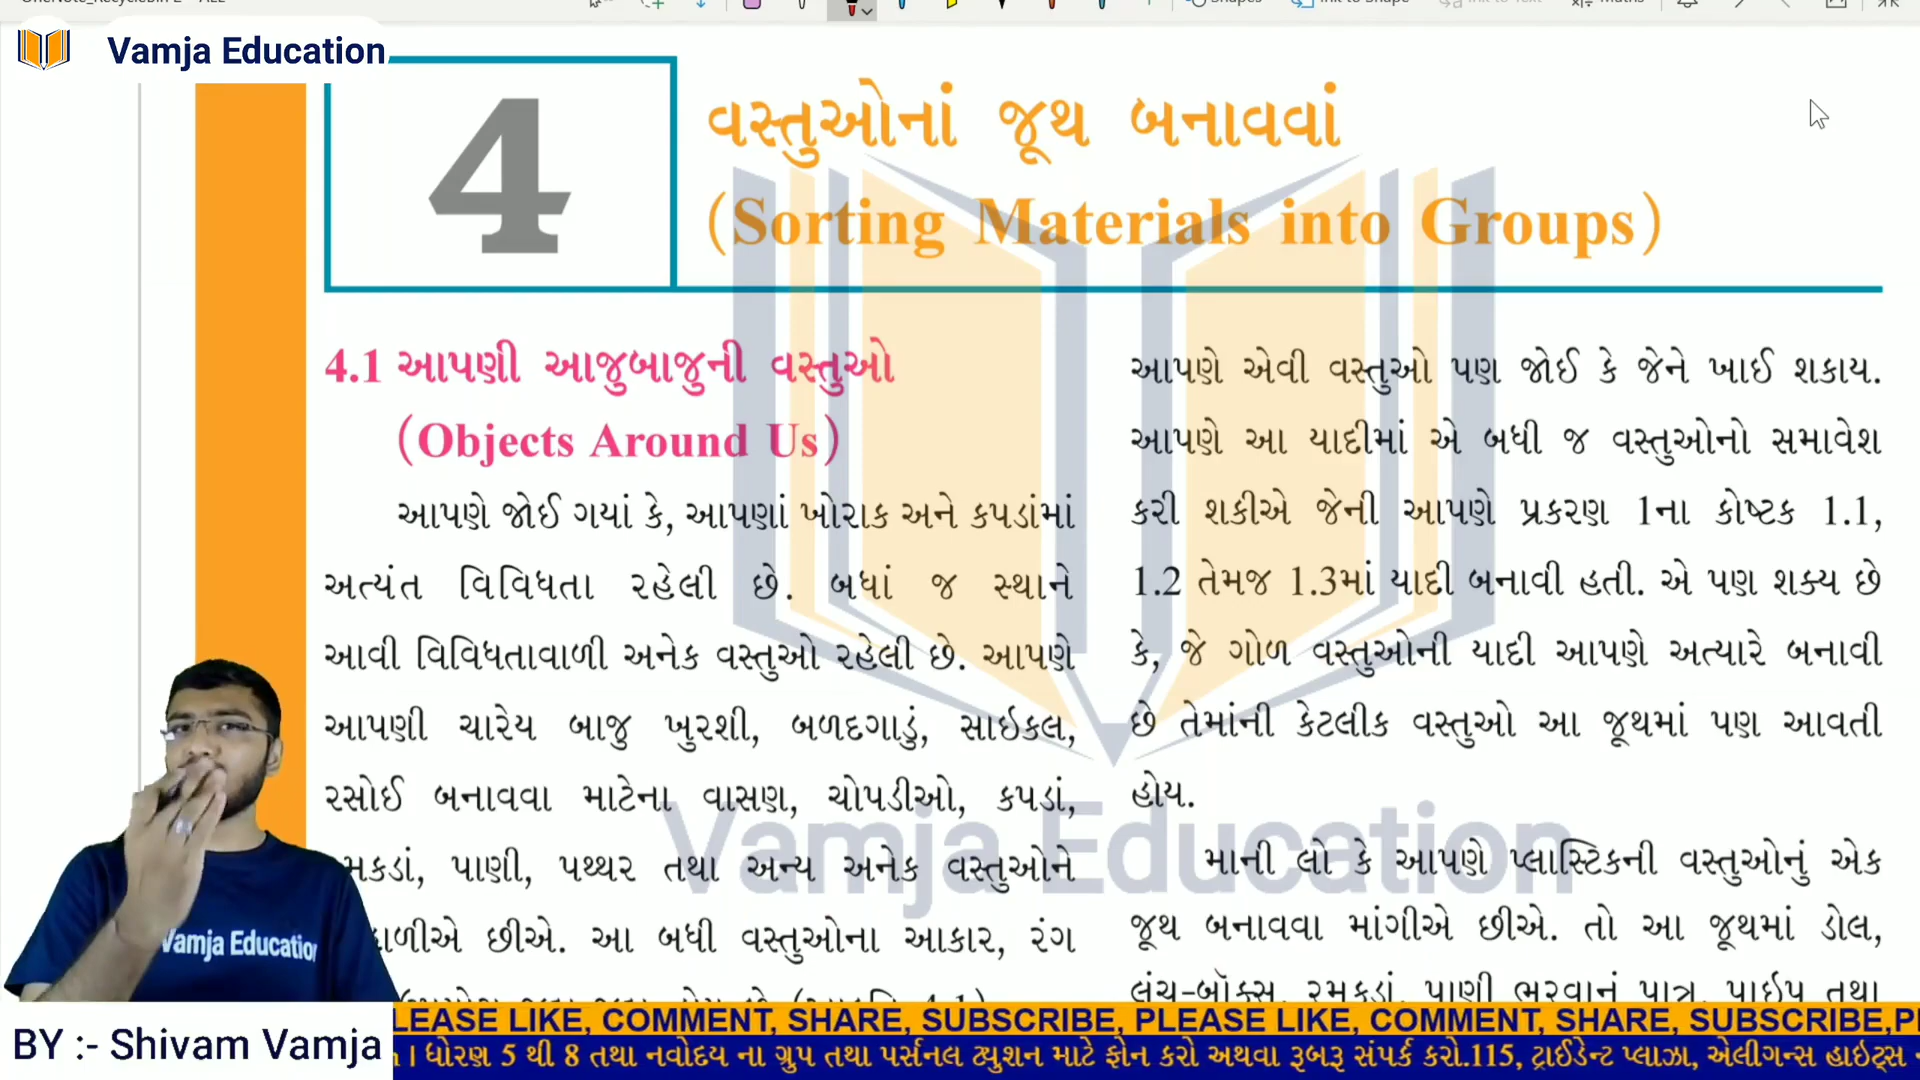 Vamja Education
4
વસ્તુઓનાં જૂથ બનાવવાં
(Sorting Materials into Groups)
4.1 આપણી આજુબાજુની વસ્તુઓ
(Objects Around Us)
આપણે જોઈ ગયાં કે, આપણાં ખોરાક અને કપડાંમાં
અત્યંત વિવિધતા રહેલી છે. બધાં જ સ્થાને
આવી વિવિધતાવાળી અનેક વસ્તુઓ રહેલી છે. આપણે
આપણી ચારેય બાજુ ખુરશી, બળદગાડું, સાઇકલ,
રસોઈ બનાવવા માટેના વાસણ, ચોપડીઓ, કપડાં,
પાણી, પથ્થર તથા અન્ય અનેક વસ્તુઓને
છીએ. આ બધી વસ્તુઓના આકાર, રંગ
આપણે એવી વસ્તુઓ પણ જોઈ કે જેને ખાઈ શકાય.
આપણે આ યાદીમાં એ બધી જ વસ્તુઓનો સમાવેશ
કરી શકીએ જેની આપણે પ્રકરણ 1ના કોષ્ટક 1.1,
1.2 તેમજ 1.3માં યાદી બનાવી હતી. એ પણ શક્ય છે
કે, જે ગોળ વસ્તુઓની યાદી આપણે અત્યારે બનાવી
છે તેમાંની કેટલીક વસ્તુઓ આ જૂથમાં પણ આવતી
હોય.
માની લો કે આપણે પ્લાસ્ટિકની વસ્તુઓનું એક
જૂથ બનાવવા માંગીએ છીએ. તો આ જૂથમાં ડોલ,
લંચ-બૉક્સ, રમકડાં, પાણી ભરવાનું પાત્ર, પાઇપ તથા
Vamja Education
Vamja Education
BY :- Shivam Vamja
LEASE LIKE, COMMENT, SHARE, SUBSCRIBE, PLEASE LIKE, COMMENT, SHARE, SUBSCRIBE,PL
। ધોરણ 5 થી 8 તથા નવોદય ના ગ્રુપ તથા પર્સનલ ટ્યુશન માટે ફોન કરો અથવા રૂબરૂ સંપર્ક કરો.115, ટ્રાઈડેન્ટ પ્લાઝા, એલીગન્સ હાઇટ્સ